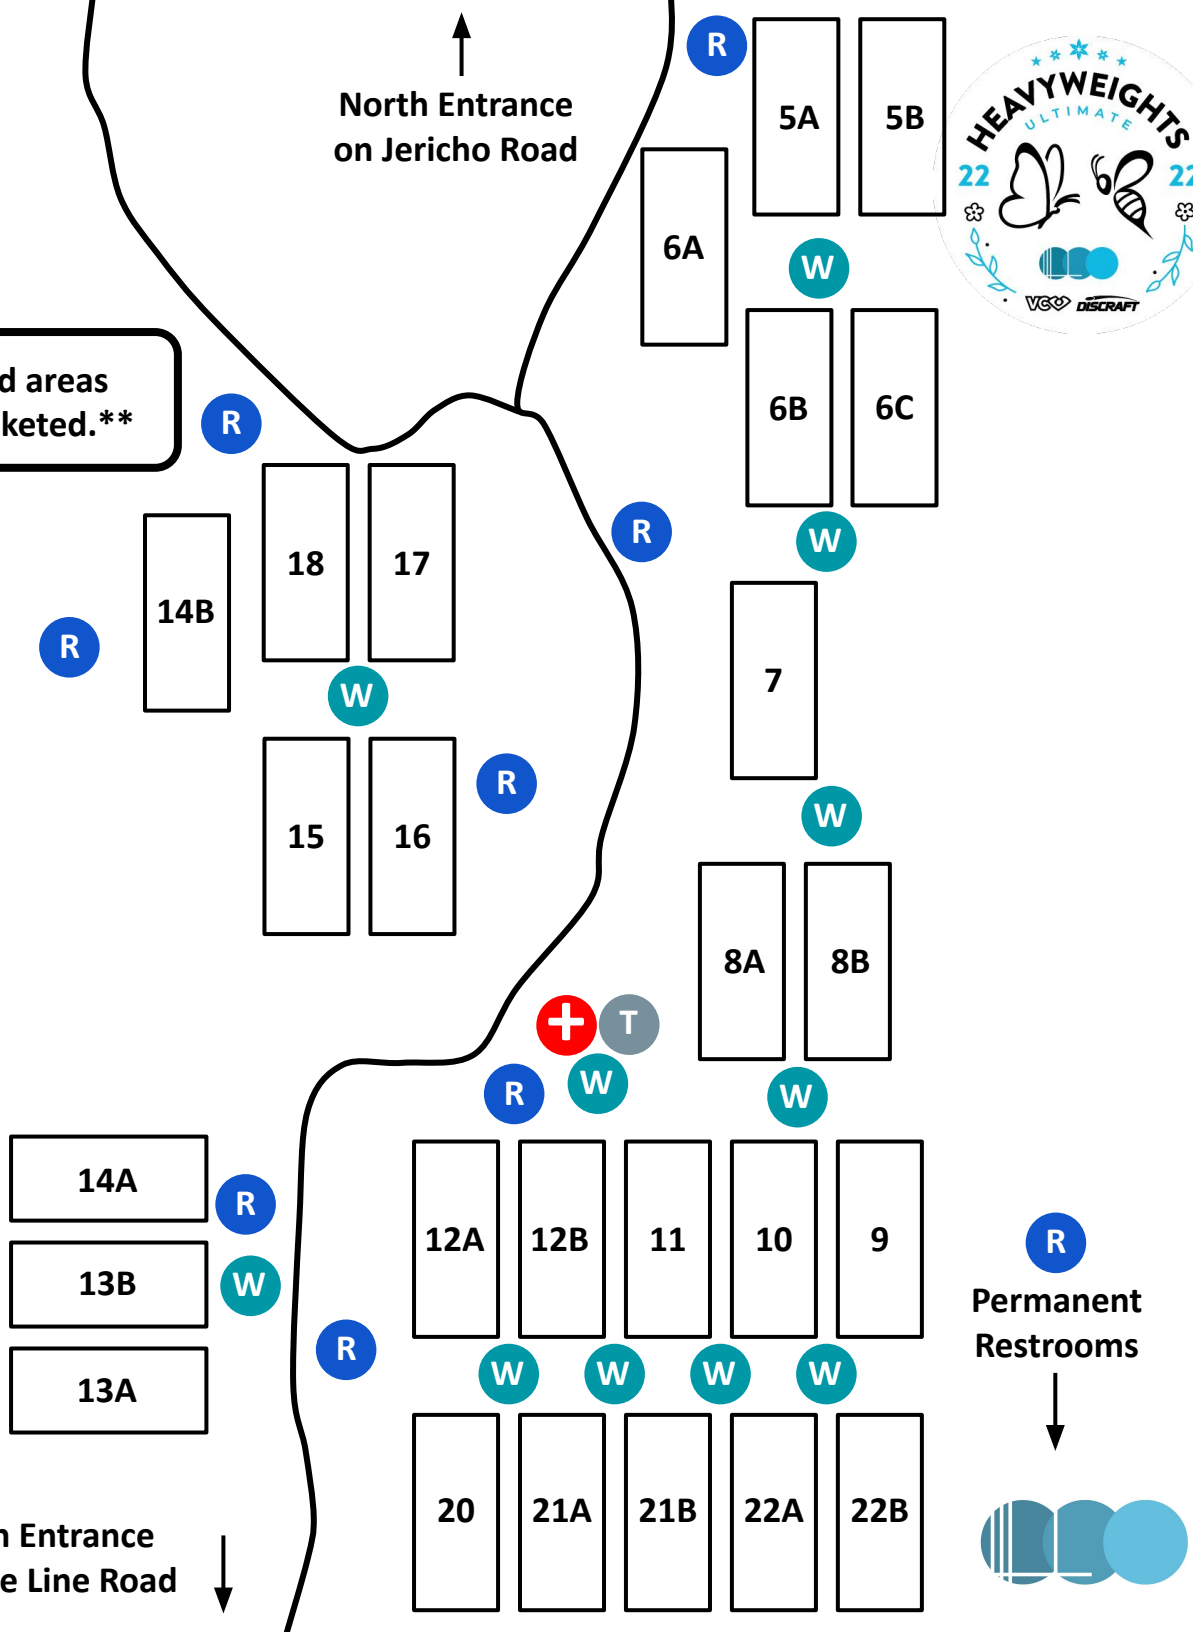 R
5A
5B
HEAVYWEIGHTS
ULTIMATE
22
22
VC
DISCRAFT
North Entrance
on Jericho Road
6A
W
areas
R
6B
6C
18
17
R
W
14B
R
7
W
W
15
16
R
8A
8B
T
R
W
W
14A
R
12A
12B
11
10
9
13B
W
R
Permanent
Restrooms
13A
R
W
W
W
W
20
21A
21B
22A
22B
Entrance
Line Road